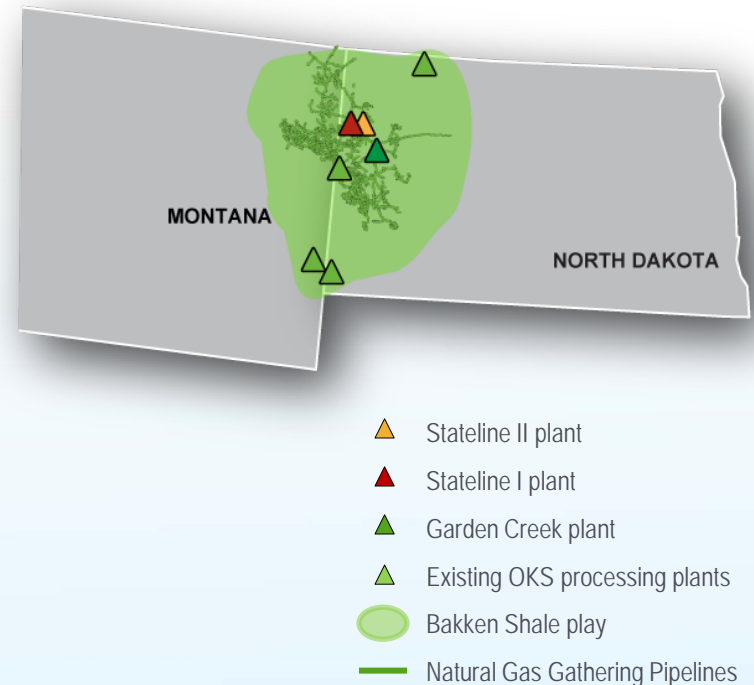 MONTANA
NORTH DAKOTA
Stateline II plant
Stateline I plant
Garden Creek plant
Existing OKS processing plants
Bakken Shale play
Natural Gas Gathering Pipelines